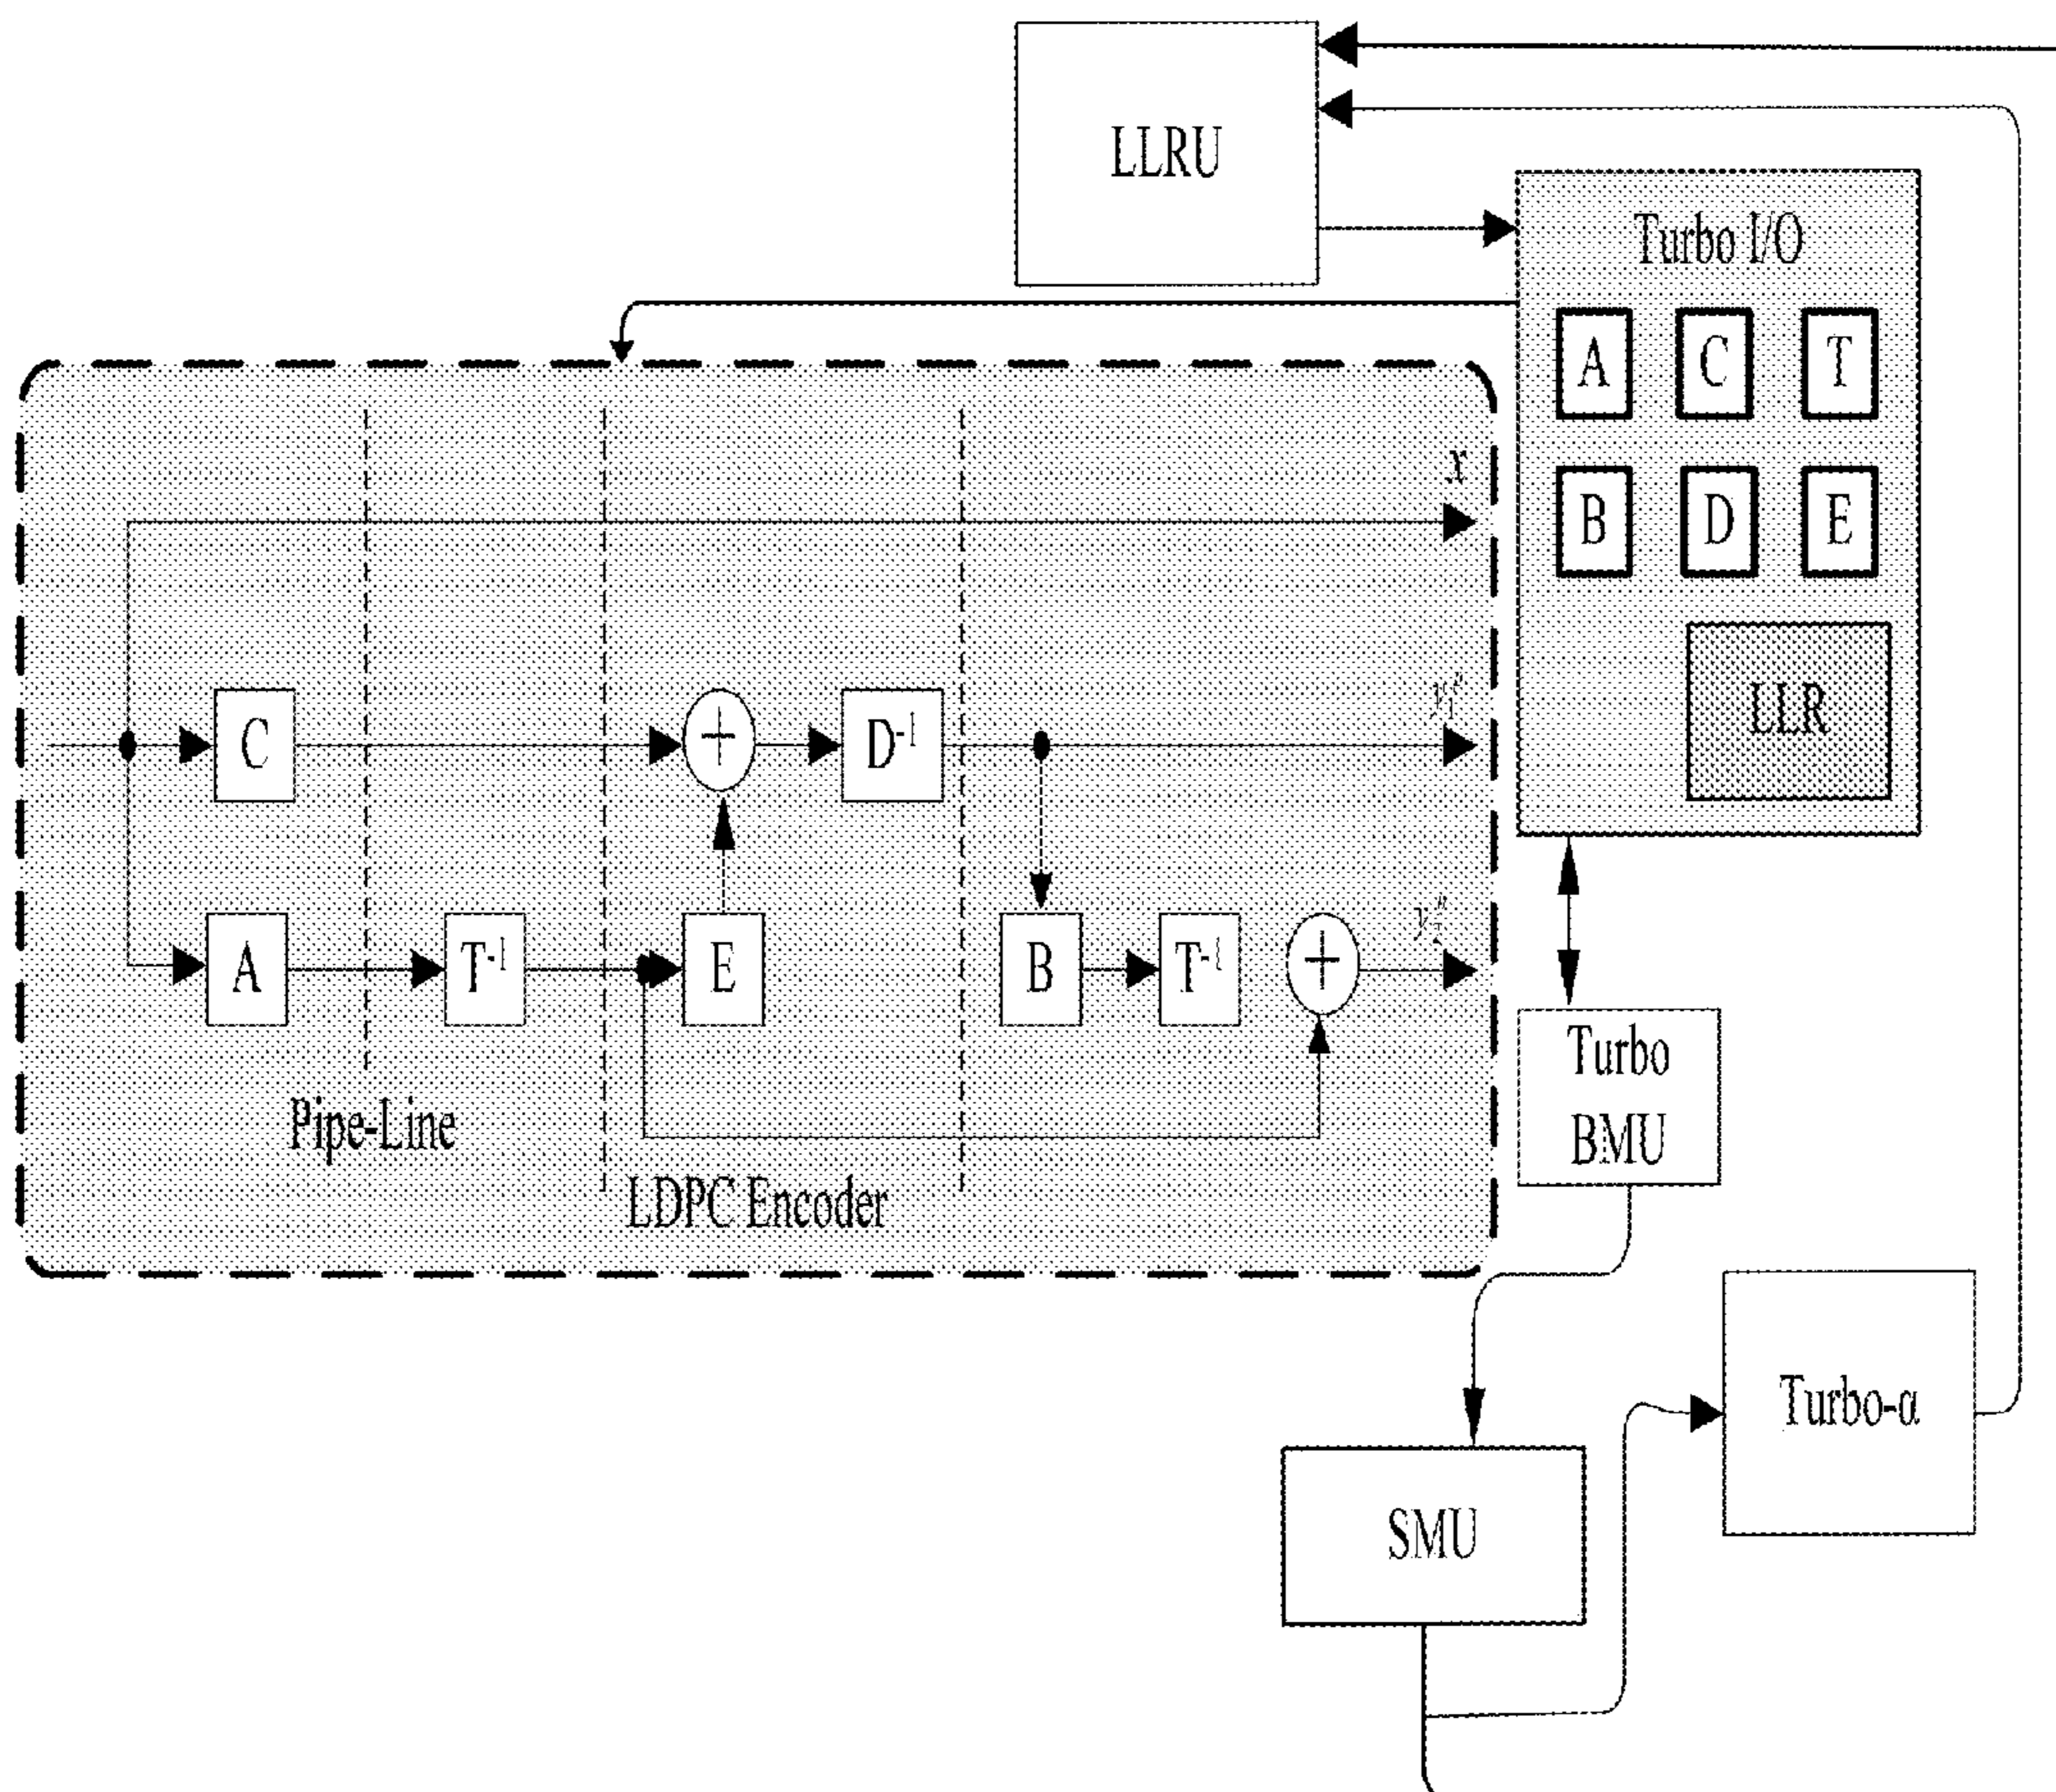 LLRU
Turbo I/O
A C T
B D E
LLR
x
C
+
D⁻¹
A
T⁻¹
E
B
T⁻¹
+
Pipe-Line
LDPC Encoder
Turbo
BMU
Turbo-α
SMU